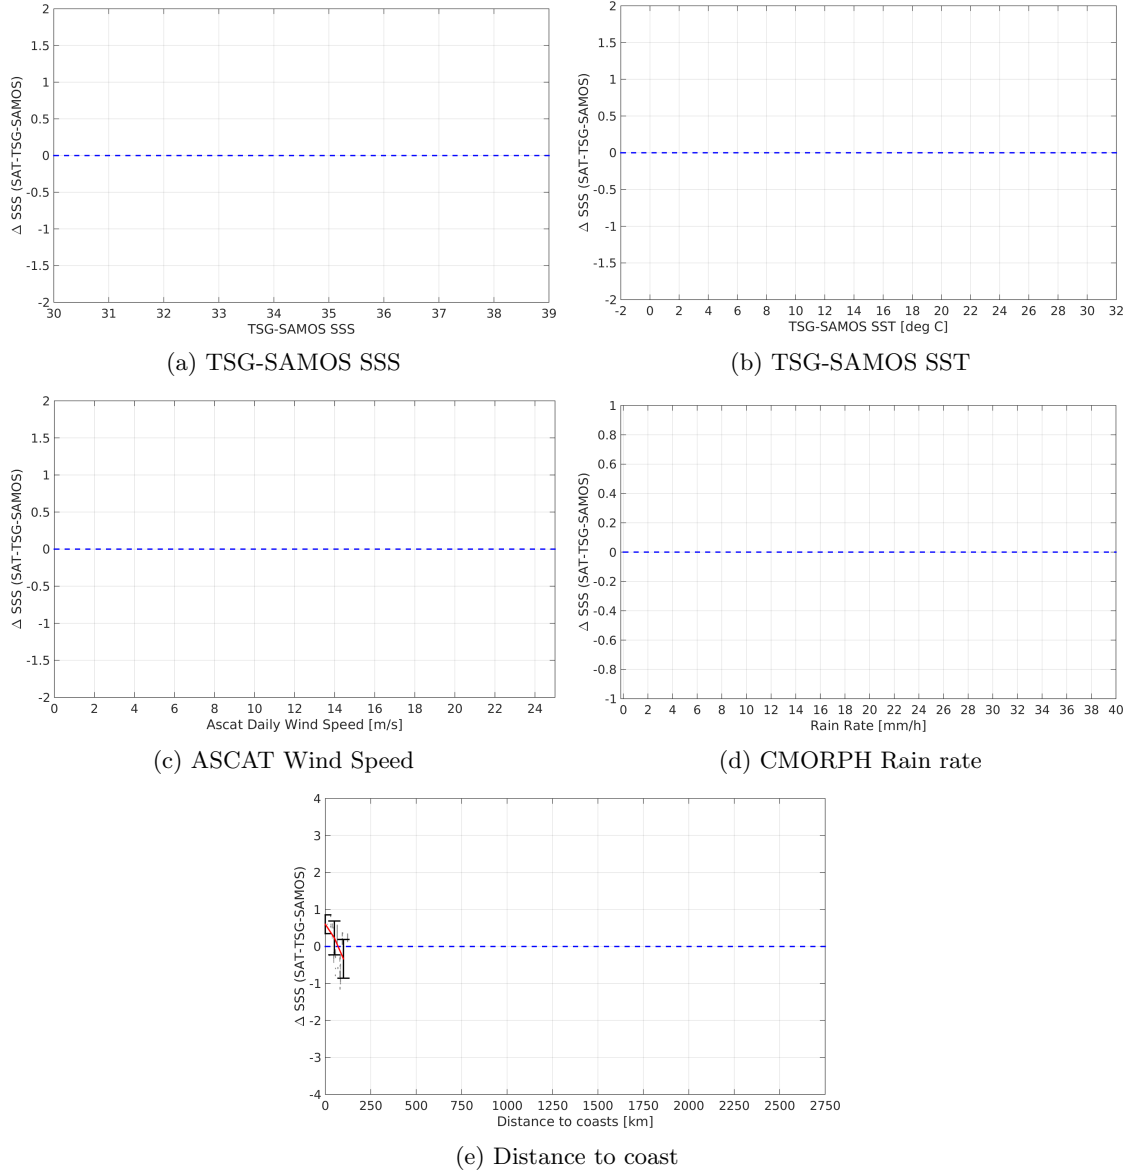 2
1.5
1
0.5
0
-0.5
-1
-1.5
-2
Δ SSS (SAT-TSG-SAMOS)
30 31 32 33 34 35 36 37 38 39
TSG-SAMOS SSS
(a) TSG-SAMOS SSS
2
1.5
1
0.5
0
-0.5
-1
-1.5
-2
Δ SSS (SAT-TSG-SAMOS)
-2 0 2 4 6 8 10 12 14 16 18 20 22 24 26 28 30 32
TSG-SAMOS SST [deg C]
(b) TSG-SAMOS SST
2
1.5
1
0.5
0
-0.5
-1
-1.5
-2
Δ SSS (SAT-TSG-SAMOS)
0 2 4 6 8 10 12 14 16 18 20 22 24
Ascat Daily Wind Speed [m/s]
(c) ASCAT Wind Speed
1
0.8
0.6
0.4
0.2
0
-0.2
-0.4
-0.6
-0.8
-1
Δ SSS (SAT-TSG-SAMOS)
0 2 4 6 8 10 12 14 16 18 20 22 24 26 28 30 32 34 36 38 40
Rain Rate [mm/h]
(d) CMORPH Rain rate
4
3
2
1
0
-1
-2
-3
-4
Δ SSS (SAT-TSG-SAMOS)
0 250 500 750 1000 1250 1500 1750 2000 2250 2500 2750
Distance to coasts [km]
(e) Distance to coast